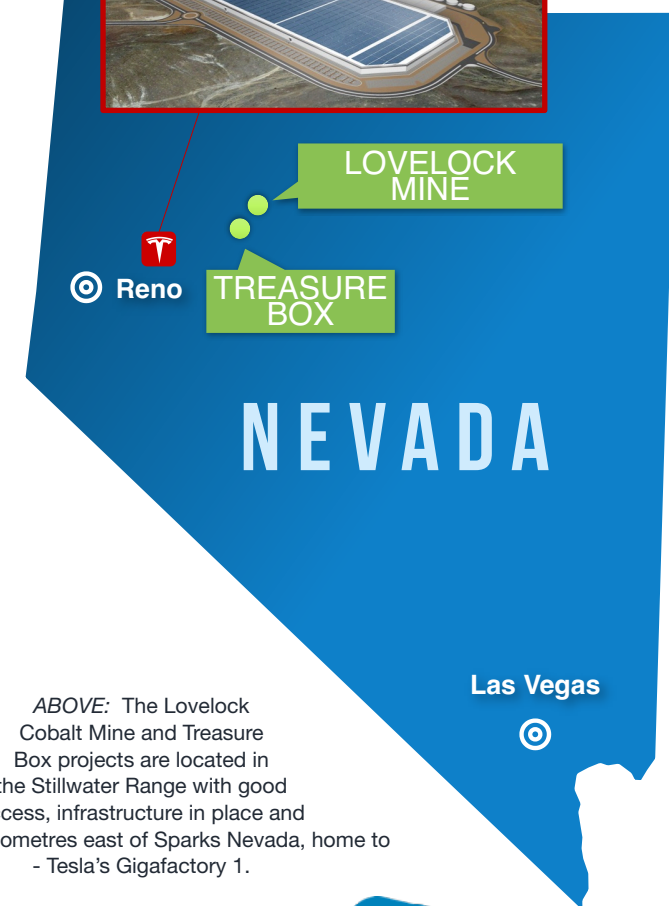 LOVELOCK
MINE
Reno
TREASURE
BOX
NEVADA
Las Vegas
ABOVE: The Lovelock
Cobalt Mine and Treasure
Box projects are located in
the Stillwater Range with good
infrastructure in place and
east of Sparks Nevada, home to
- Tesla's Gigafactory 1.